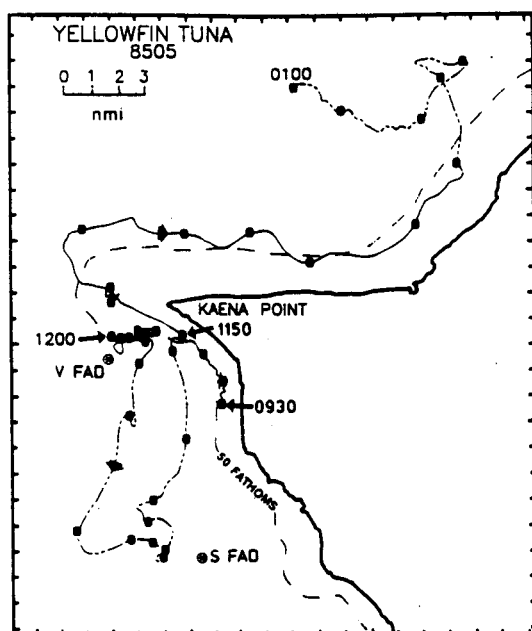 YELLOWFIN TUNA
8505
0 1 2 3
nmi
0100
KAENA POINT
1150
1200
V FAD
0930
50 FATHOMS
S FAD